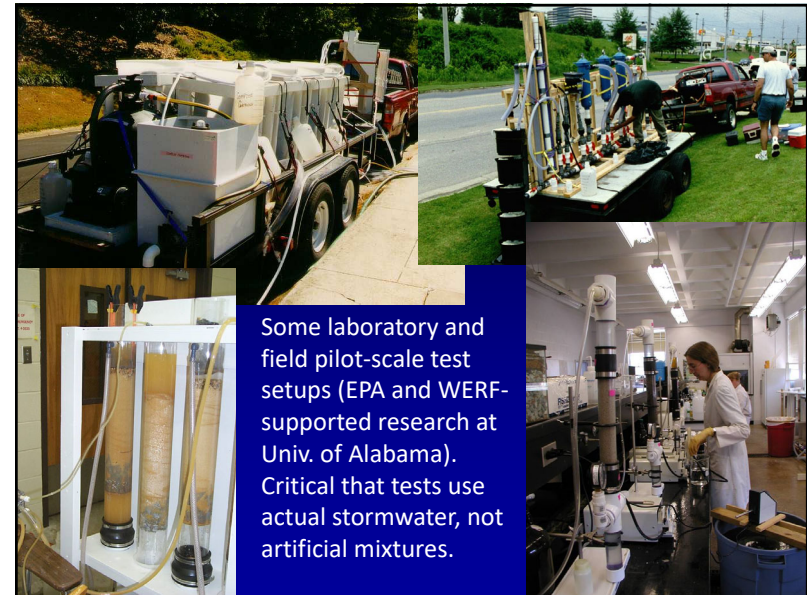 Some laboratory and
field pilot-scale test
setups (EPA and WERF-
supported research at
Univ. of Alabama).
Critical that tests use
actual stormwater, not
artificial mixtures.